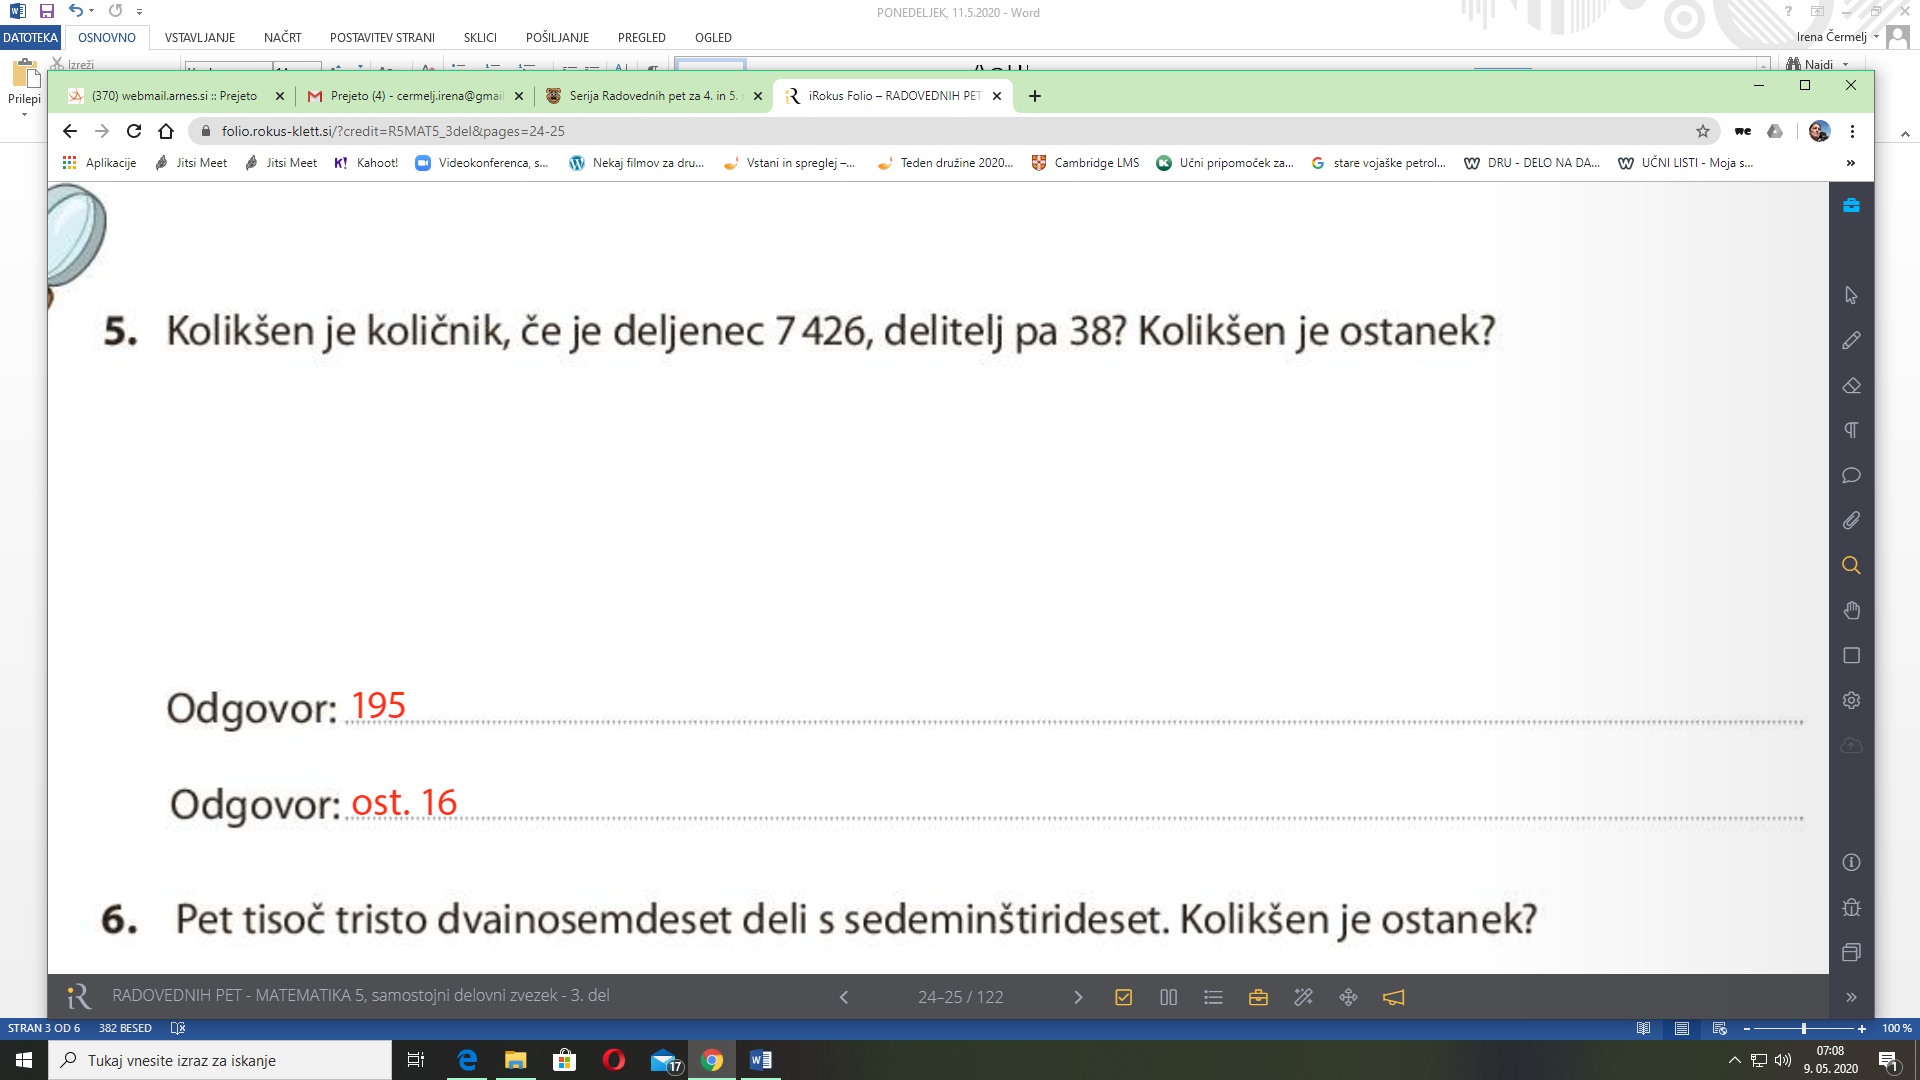 PONEDELJEK, 11.5.2020 - Word
DATOTEKA OSNOVNO VSTAVLJANJE NAČRT POSTAVITEV STRANI SKLICI POŠILJANJE PREGLED OGLED
Irena Čermelj
Izreži
Najdi
Prilepi
(370) webmail.arnes.si :: Prejeto
Prejeto (4) - cermelj.irena@gmai
Serija Radovednih pet za 4. in 5.
iRokus Folio – RADOVEDNIH PET
folio.rokus-klett.si/?credit=R5MAT5_3del&pages=24-25
Aplikacije Jitsi Meet Jitsi Meet Kahoot! Videokonferenca, s... Nekaj filmov za dru... Vstani in spreglej –... Teden družine 2020... Cambridge LMS Učni pripomoček za... stare vojaške petrol... DRU - DELO NA DA... UČNI LISTI - Moja s... »
5. Kolikšen je količnik, če je deljenec 7 426, delitelj pa 38? Kolikšen je ostanek?
Odgovor: 195
Odgovor: ost. 16
6. Pet tisoč tristo dvainosemdeset deli s sedeminštirideset. Kolikšen je ostanek?
RADOVEDNIH PET - MATEMATIKA 5, samostojni delovni zvezek - 3. del
24–25 / 122
STRAN 3 OD 6 382 BESED
100 %
Tukaj vnesite izraz za iskanje
17
07:08
9. 05. 2020
1